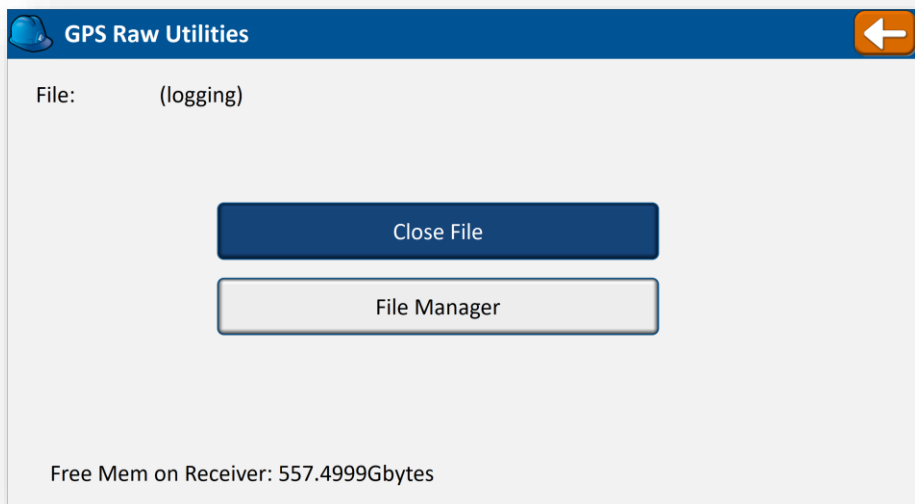 GPS Raw Utilities
File: (logging)
Close File
File Manager
Free Mem on Receiver: 557.4999Gbytes